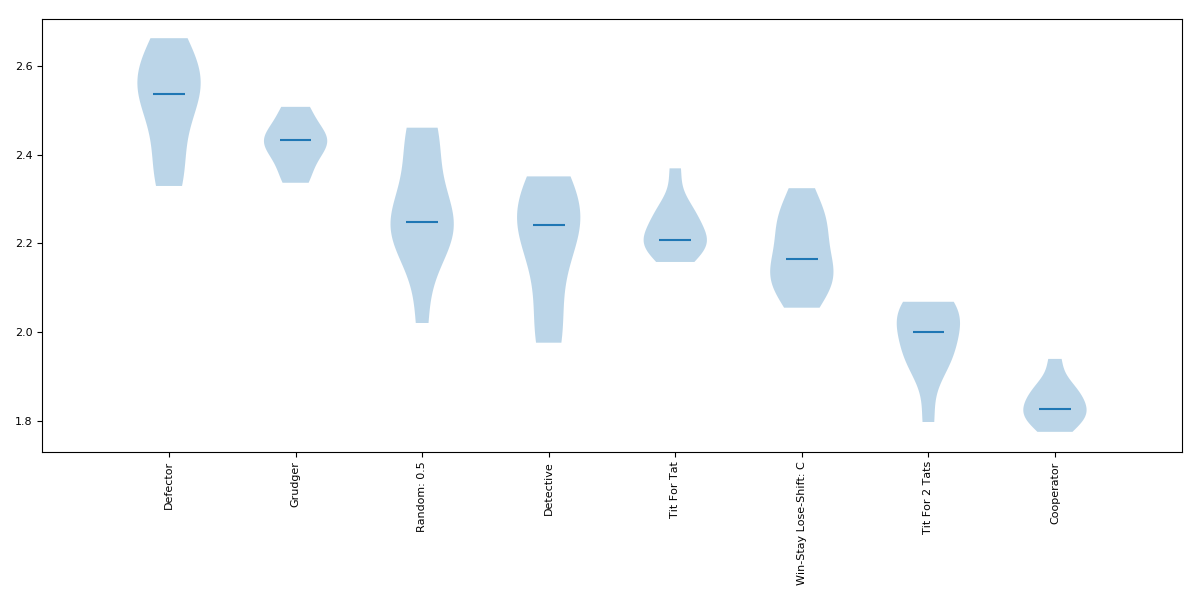 2.6
2.4
2.2
2.0
1.8
Defector
Grudger
Random: 0.5
Detective
Tit For Tat
Win-Stay Lose-Shift: C
Tit For 2 Tats
Cooperator